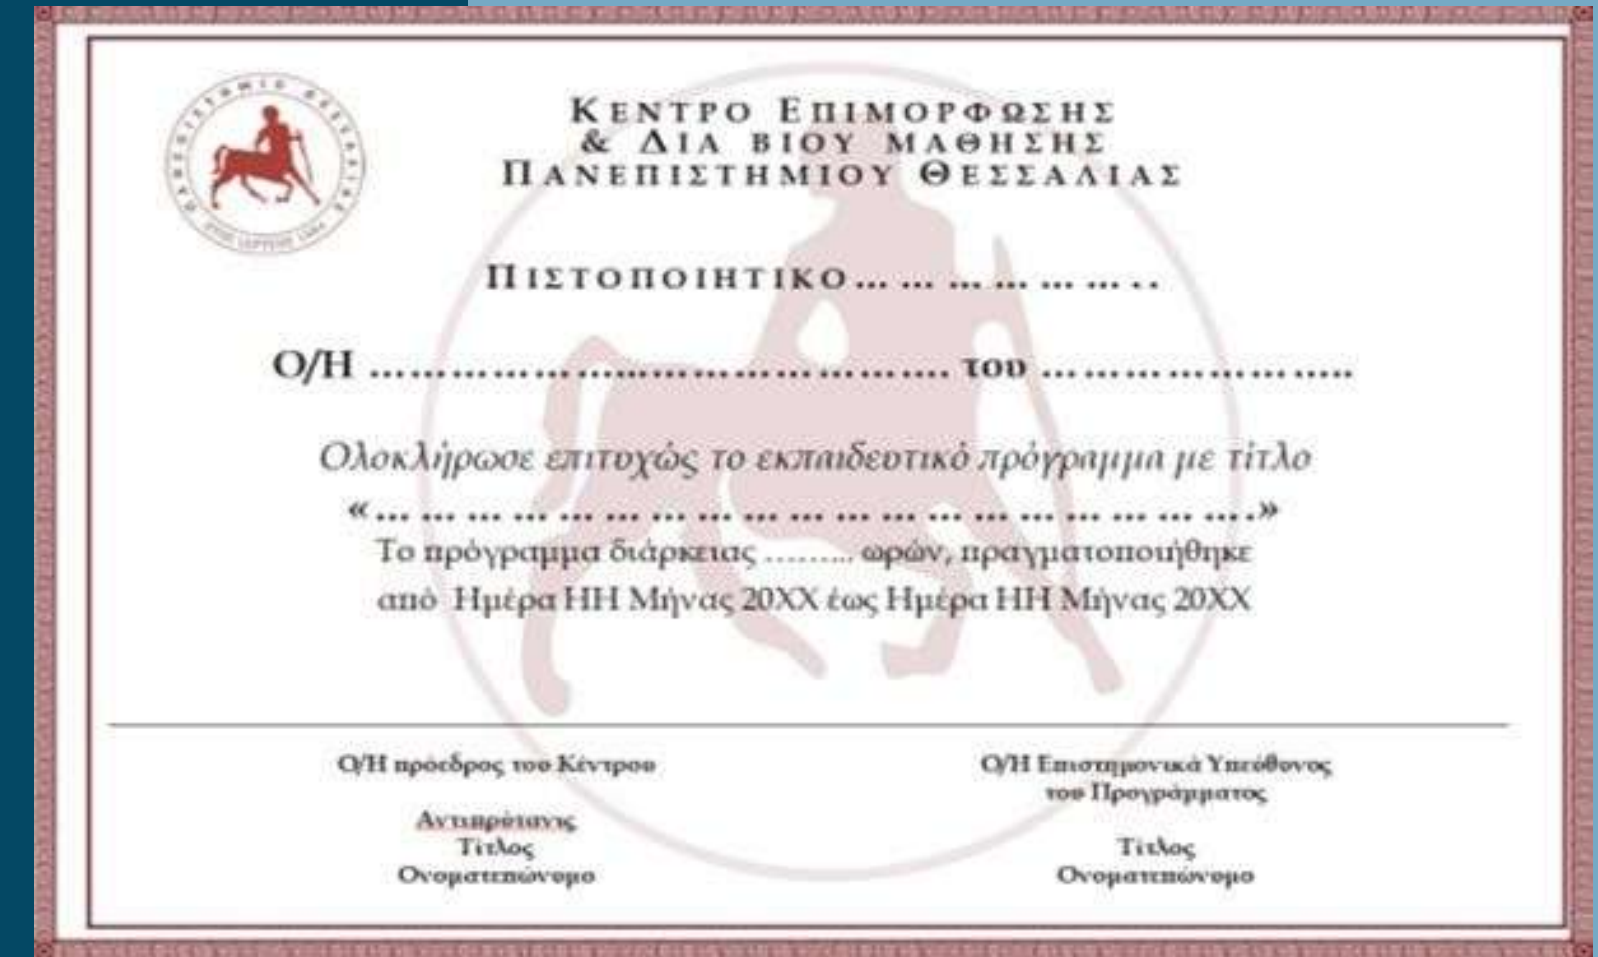 ΠΑΝΕΠΙΣΤΗΜΙΟ ΘΕΣΣΑΛΙΑΣ
ΚΕΝΤΡΟ ΕΠΙΜΟΡΦΩΣΗΣ
& ΔΙΑ ΒΙΟΥ ΜΑΘΗΣΗΣ
ΠΑΝΕΠΙΣΤΗΜΙΟΥ ΘΕΣΣΑΛΙΑΣ
ΠΙΣΤΟΠΟΙΗΤΙΚΟ... ... ... ... ... ... . .
Ο/Η ............................................. του ..........................
Ολοκλήρωσε επιτυχώς το εκπαιδευτικό πρόγραμμα με τίτλο
«... ... ... ... ... ... ... ... ... ... ... ... ... ... ... ... ... ... ... .»
Το πρόγραμμα διάρκειας ......... ωρών, πραγματοποιήθηκε
από Ημέρα ΗΗ Μήνας 20ΧΧ έως Ημέρα ΗΗ Μήνας 20ΧΧ
Ο/Η πρόεδρος του Κέντρου
Αντιπρύτανις
Τίτλος
Ονοματεπώνυμο
Ο/Η Επιστημονικά Υπεύθυνος
του Προγράμματος
Τίτλος
Ονοματεπώνυμο